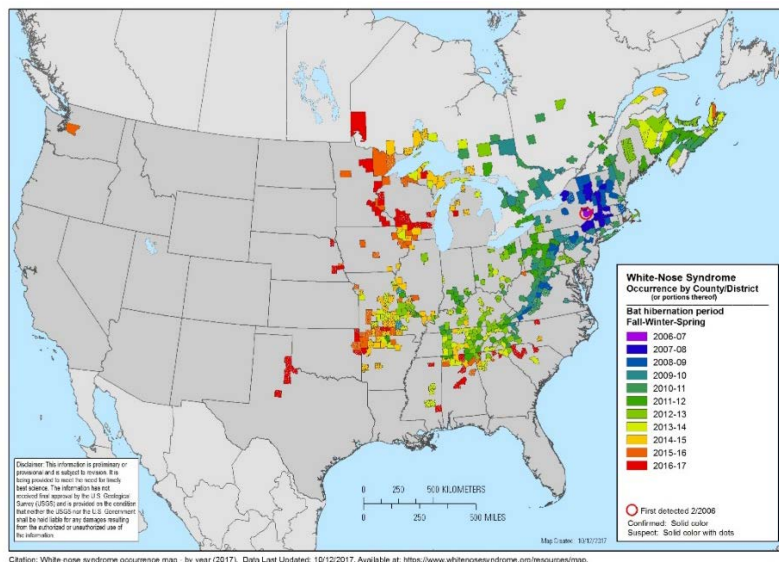 White-Nose Syndrome
Occurrence by County/District
(or portions thereof)
Bat hibernation period
Fall-Winter-Spring
2006-07
2007-08
2008-09
2009-10
2010-11
2011-12
2012-13
2013-14
2014-15
2015-16
2016-17
First detected 2/2006
Confirmed: Solid color
Suspect: Solid color with dots
Disclaimer: This information is preliminary or
provisional and is subject to revision. It is
being provided to meet the need for timely
best science. The information has not
received final approval by the U.S. Geological
Survey (USGS) and is provided on the condition
that neither the USGS nor the U.S. Government
shall be held liable for any damages resulting
from the authorized or unauthorized use of
the information.
0 250 500 KILOMETERS
0 250 500 MILES
Map Created: 10/12/2017
Citation: White-nose syndrome occurrence map - by year (2017). Data Last Updated: 10/12/2017. Available at: https://www.whitenosesyndrome.org/resources/map.